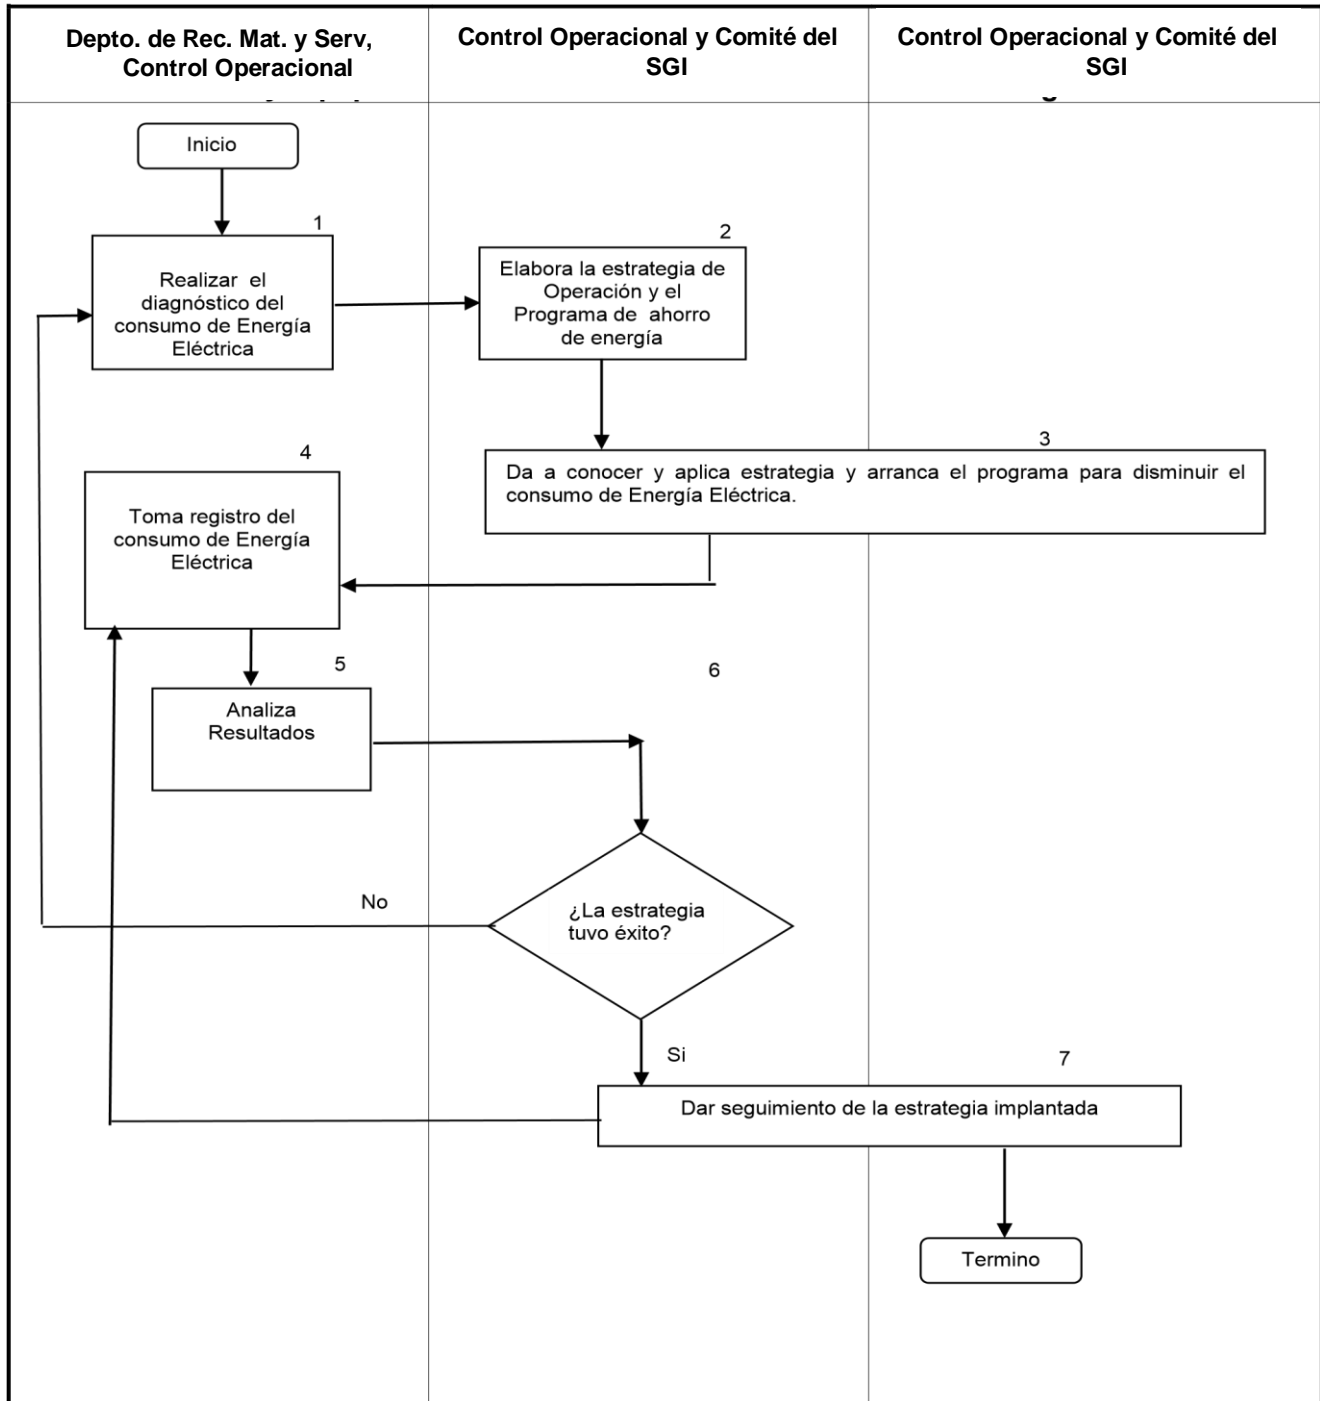 Depto. de Rec. Mat. y Serv,
Control Operacional
Control Operacional y Comité del
SGI
Control Operacional y Comité del
SGI
Inicio
1
Realizar el
diagnóstico del
consumo de Energía
Eléctrica
2
Elabora la estrategia de
Operación y el
Programa de ahorro
de energía
3
Da a conocer y aplica estrategia y arranca el programa para disminuir el
consumo de Energía Eléctrica.
4
Toma registro del
consumo de Energía
Eléctrica
5
Analiza
Resultados
6
¿La estrategia
tuvo éxito?
No
Si
7
Dar seguimiento de la estrategia implantada
Termino